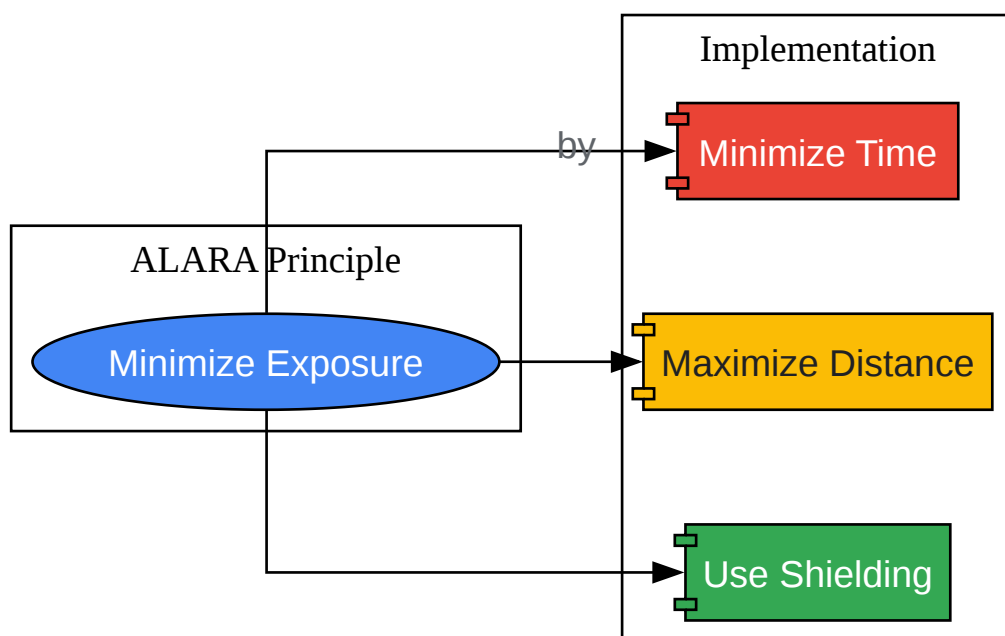 Implementation
by
Minimize Time
ALARA Principle
Minimize Exposure
Maximize Distance
Use Shielding